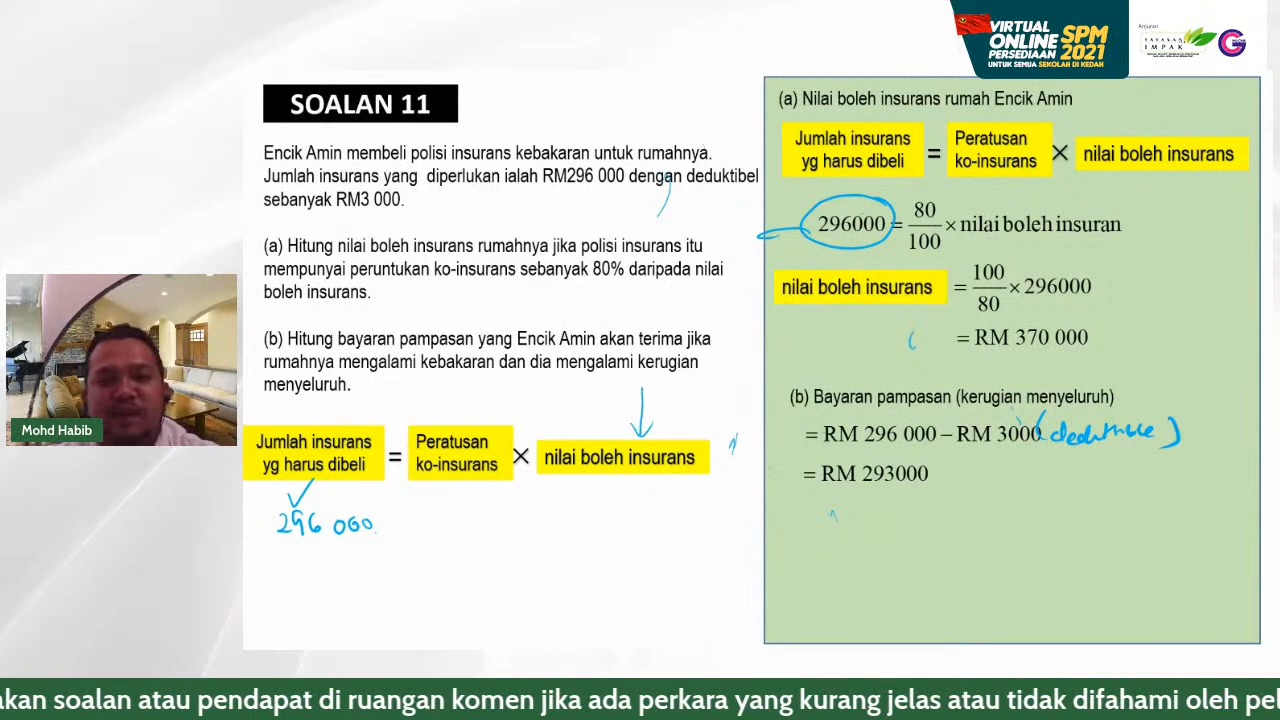 VIRTUAL
ONLINE
PERSEDIAAN
SPM
2021
UNTUK SEMUA SEKOLAH DI KEDAH
Anjuran
YAYASAN
IMPAK
SOALAN 11
Encik Amin membeli polisi insurans kebakaran untuk rumahnya.
Jumlah insurans yang diperlukan ialah RM296 000 dengan deduktibel
sebanyak RM3 000.
(a) Hitung nilai boleh insurans rumahnya jika polisi insurans itu
mempunyai peruntukan ko-insurans sebanyak 80% daripada nilai
boleh insurans.
(b) Hitung bayaran pampasan yang Encik Amin akan terima jika
rumahnya mengalami kebakaran dan dia mengalami kerugian
menyeluruh.
Jumlah insurans
yg harus dibeli = Peratusan
ko-insurans × nilai boleh insurans
296 000.
(a) Nilai boleh insurans rumah Encik Amin
Jumlah insurans
yg harus dibeli = Peratusan
ko-insurans × nilai boleh insurans
296000 = 80/100 × nilai boleh insuran
nilai boleh insurans = 100/80 × 296000
= RM 370 000
(b) Bayaran pampasan (kerugian menyeluruh)
= RM 296 000 – RM 3000
= RM 293000
Mohd Habib
akan soalan atau pendapat di ruangan komen jika ada perkara yang kurang jelas atau tidak difahami oleh pel